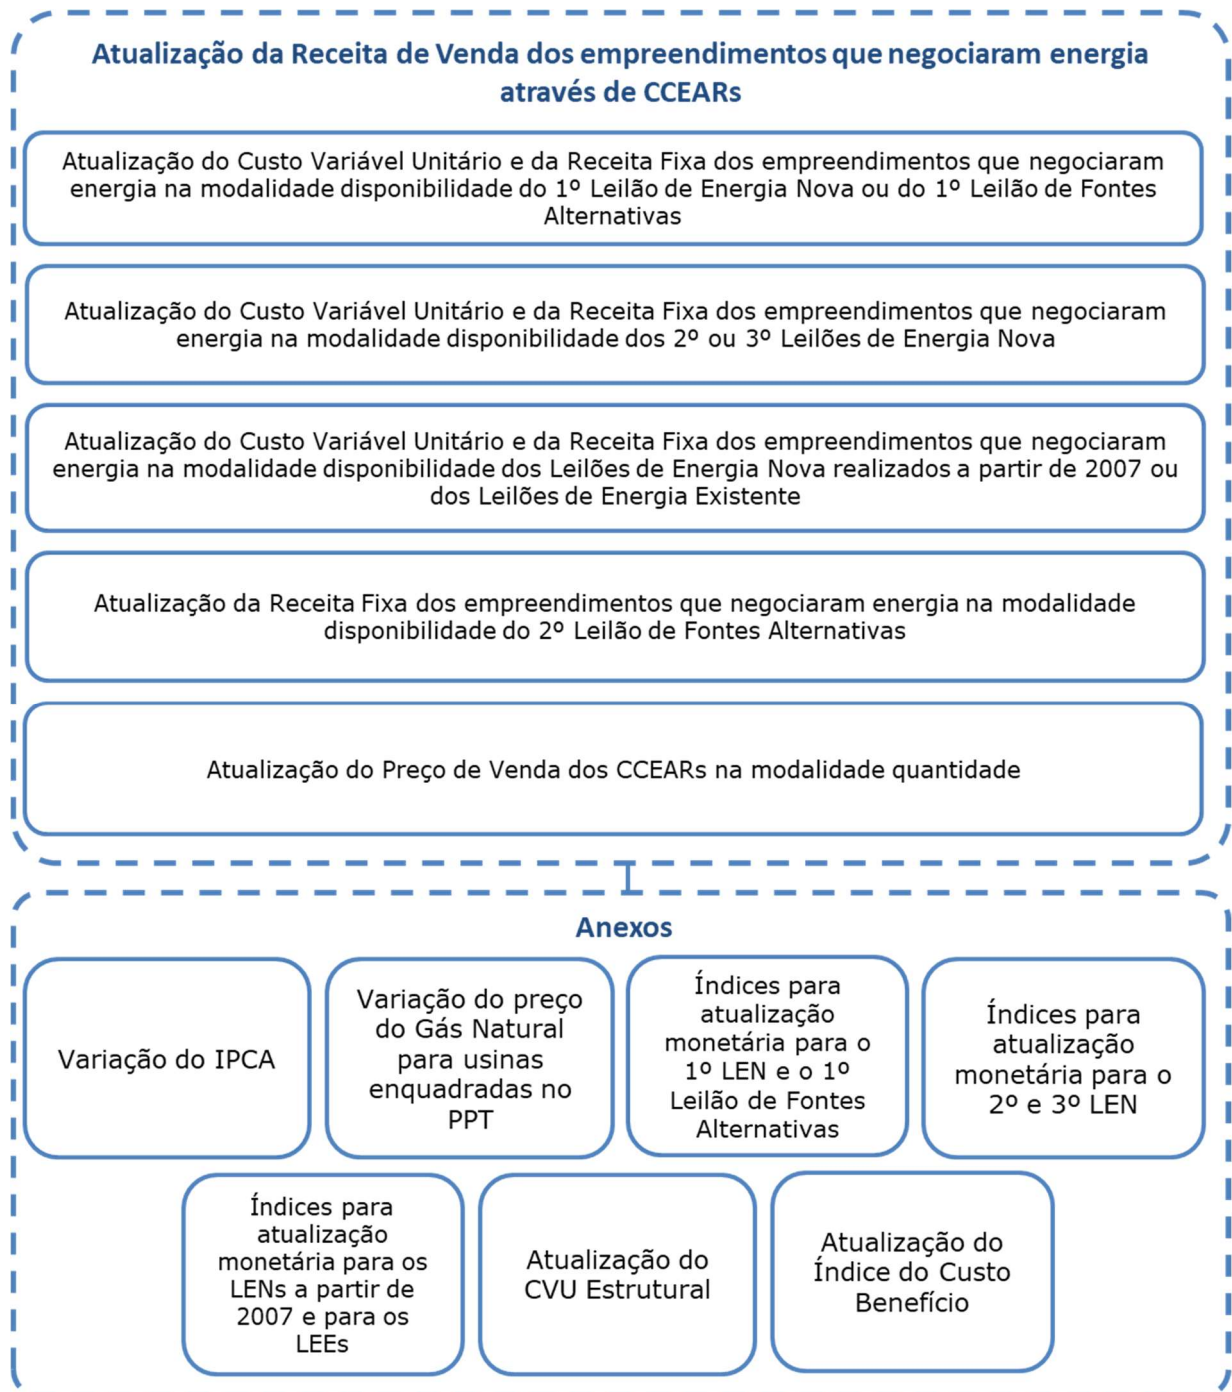 Atualização da Receita de Venda dos empreendimentos que negociaram energia
através de CCEARs
Atualização do Custo Variável Unitário e da Receita Fixa dos empreendimentos que negociaram
energia na modalidade disponibilidade do 1º Leilão de Energia Nova ou do 1º Leilão de Fontes
Alternativas
Atualização do Custo Variável Unitário e da Receita Fixa dos empreendimentos que negociaram
energia na modalidade disponibilidade dos 2º ou 3º Leilões de Energia Nova
Atualização do Custo Variável Unitário e da Receita Fixa dos empreendimentos que negociaram
energia na modalidade disponibilidade dos Leilões de Energia Nova realizados a partir de 2007 ou
dos Leilões de Energia Existente
Atualização da Receita Fixa dos empreendimentos que negociaram energia na modalidade
disponibilidade do 2º Leilão de Fontes Alternativas
Atualização do Preço de Venda dos CCEARs na modalidade quantidade
Anexos
Variação do IPCA
Variação do preço
do Gás Natural
para usinas
enquadradas no
PPT
Índices para
atualização
monetária para o
1º LEN e o 1º
Leilão de Fontes
Alternativas
Índices para
atualização
monetária para o
2º e 3º LEN
Índices para
atualização
monetária para os
LENs a partir de
2007 e para os
LEEs
Atualização do
CVU Estrutural
Atualização do
Índice do Custo
Benefício